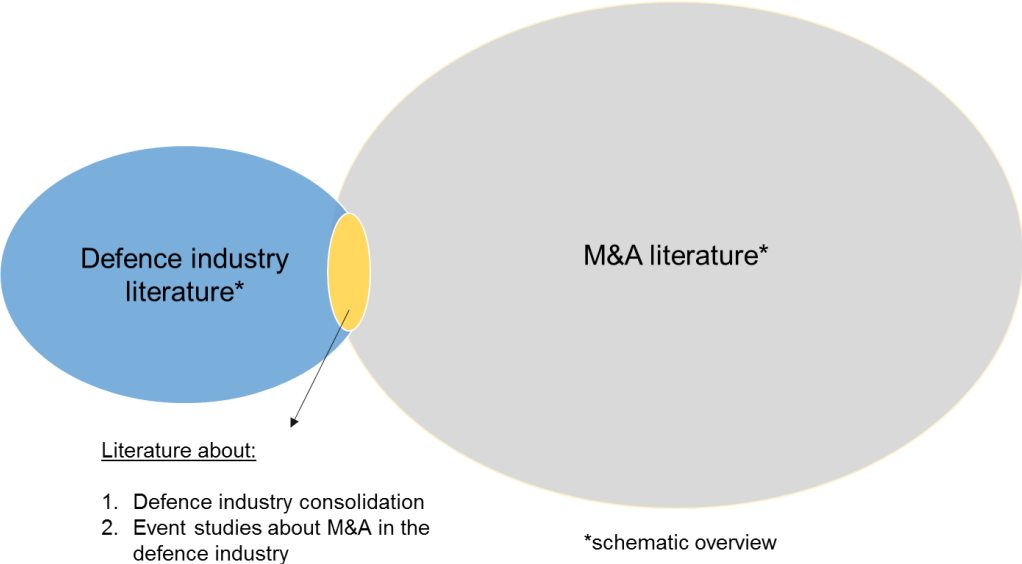 Defence industry
literature*
M&A literature*
Literature about:
1. Defence industry consolidation
2. Event studies about M&A in the
defence industry
*schematic overview